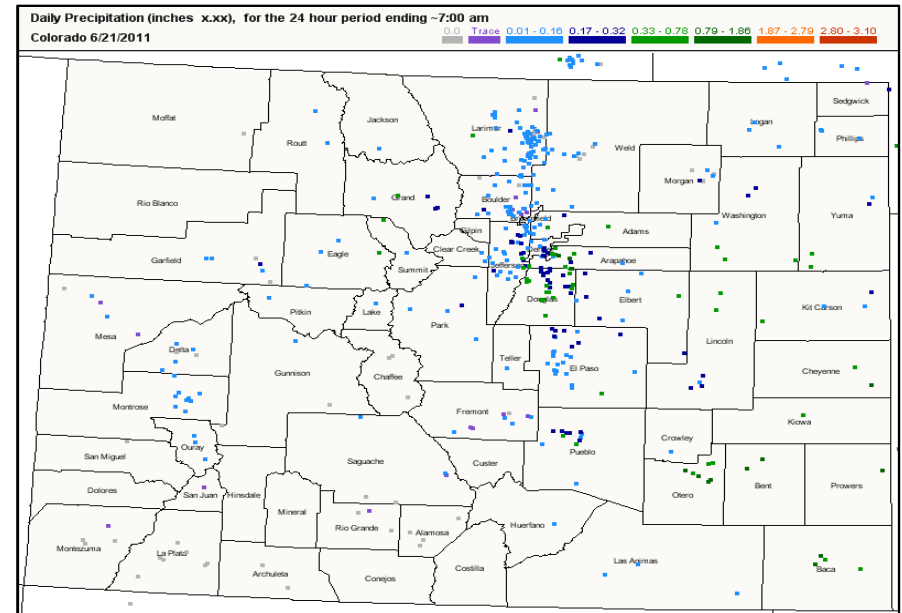 Daily Precipitation (inches x.xx), for the 24 hour period ending ~7:00 am
Colorado 6/21/2011
0.0 Trace 0.01 - 0.16 0.17 - 0.32 0.33 - 0.78 0.79 - 1.86 1.87 - 2.79 2.80 - 3.10
Moffat
Routt
Jackson
Larimer
Weld
Logan
Sedgwick
Phillips
Morgan
Rio Blanco
Grand
Boulder
Broomfield
Washington
Yuma
Gilpin
Adams
Garfield
Eagle
Clear Creek
Arapahoe
Summit
Jefferson
Pitkin
Lake
Douglas
Elbert
Kit Carson
Mesa
Park
Lincoln
Delta
Gunnison
Teller
El Paso
Cheyenne
Chaffee
Montrose
Fremont
Kiowa
Crowley
Ouray
Pueblo
San Miguel
Saguache
Custer
Dolores
San Juan
Hinsdale
Otero
Bent
Prowers
Mineral
Rio Grande
Alamosa
Huerfano
Montezuma
La Plata
Archuleta
Conejos
Costilla
Las Animas
Baca